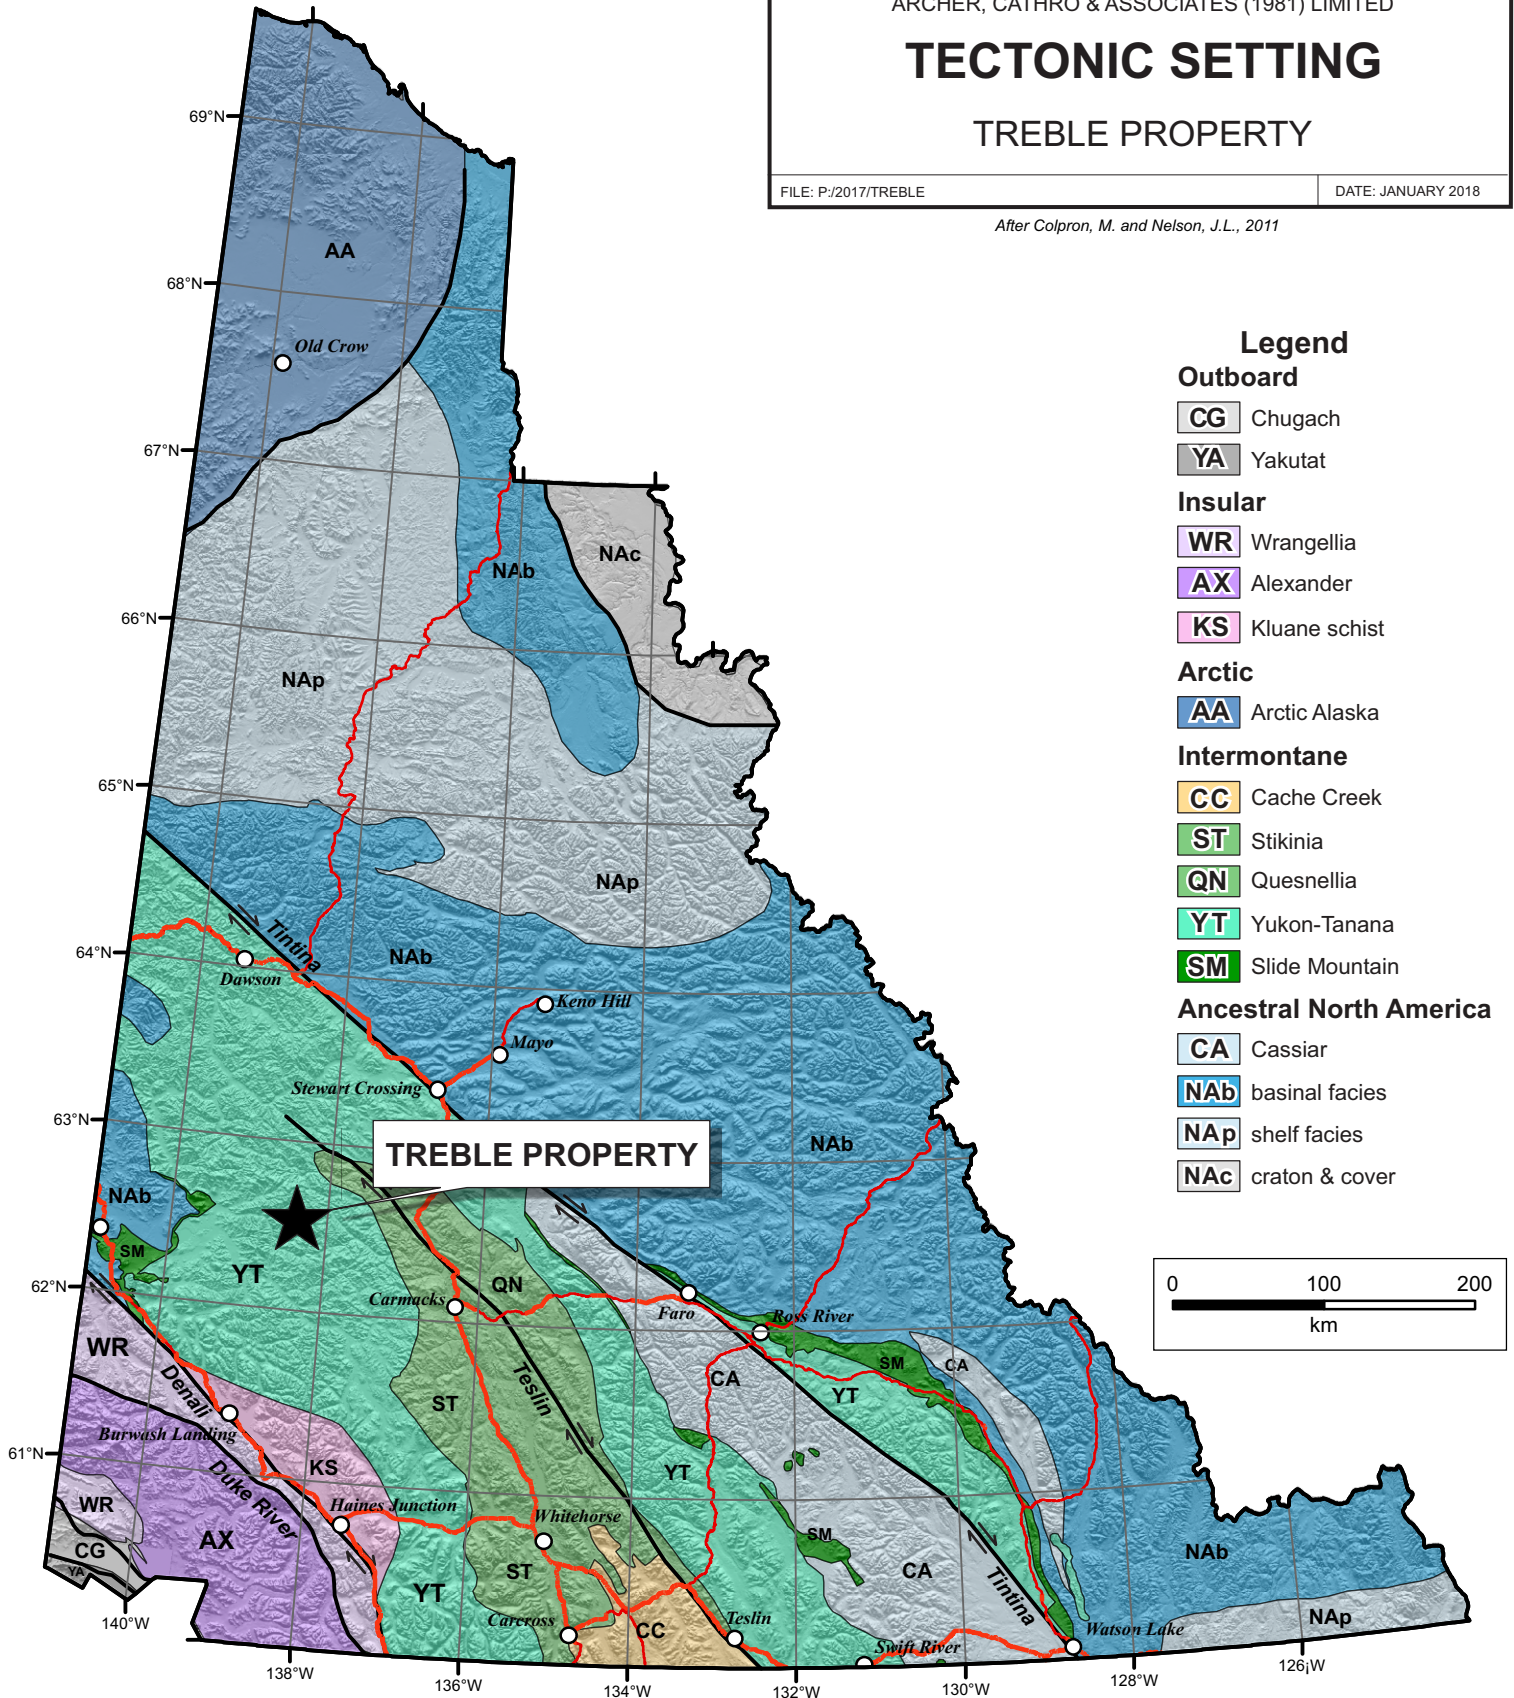 ARCHER, CATHRO & ASSOCIATES (1981) LIMITED
TECTONIC SETTING
TREBLE PROPERTY
FILE: P:/2017/TREBLE
DATE: JANUARY 2018
After Colpron, M. and Nelson, J.L., 2011
69°N
68°N
67°N
66°N
65°N
64°N
63°N
62°N
61°N
AA
Old Crow
NAc
NAb
NAp
NAp
Tintina
NAb
Dawson
Keno Hill
Mayo
Stewart Crossing
NAb
TREBLE PROPERTY
NAb
SM
YT
QN
Carmacks
Faro
Ross River
WR
SM
CA
Denali
Teslin
CA
YT
ST
Burwash Landing
KS
YT
Duke River
WR
Haines Junction
Whitehorse
SM
AX
CG
YA
ST
CA
NAb
YT
Tintina
Carcross
CC
Teslin
Swift River
Watson Lake
NAp
140°W
138°W
136°W
134°W
132°W
130°W
128°W
126¡W
Legend
Outboard
CG Chugach
YA Yakutat
Insular
WR Wrangellia
AX Alexander
KS Kluane schist
Arctic
AA Arctic Alaska
Intermontane
CC Cache Creek
ST Stikinia
QN Quesnellia
YT Yukon-Tanana
SM Slide Mountain
Ancestral North America
CA Cassiar
NAb basinal facies
NAp shelf facies
NAc craton & cover
0 100 200
km